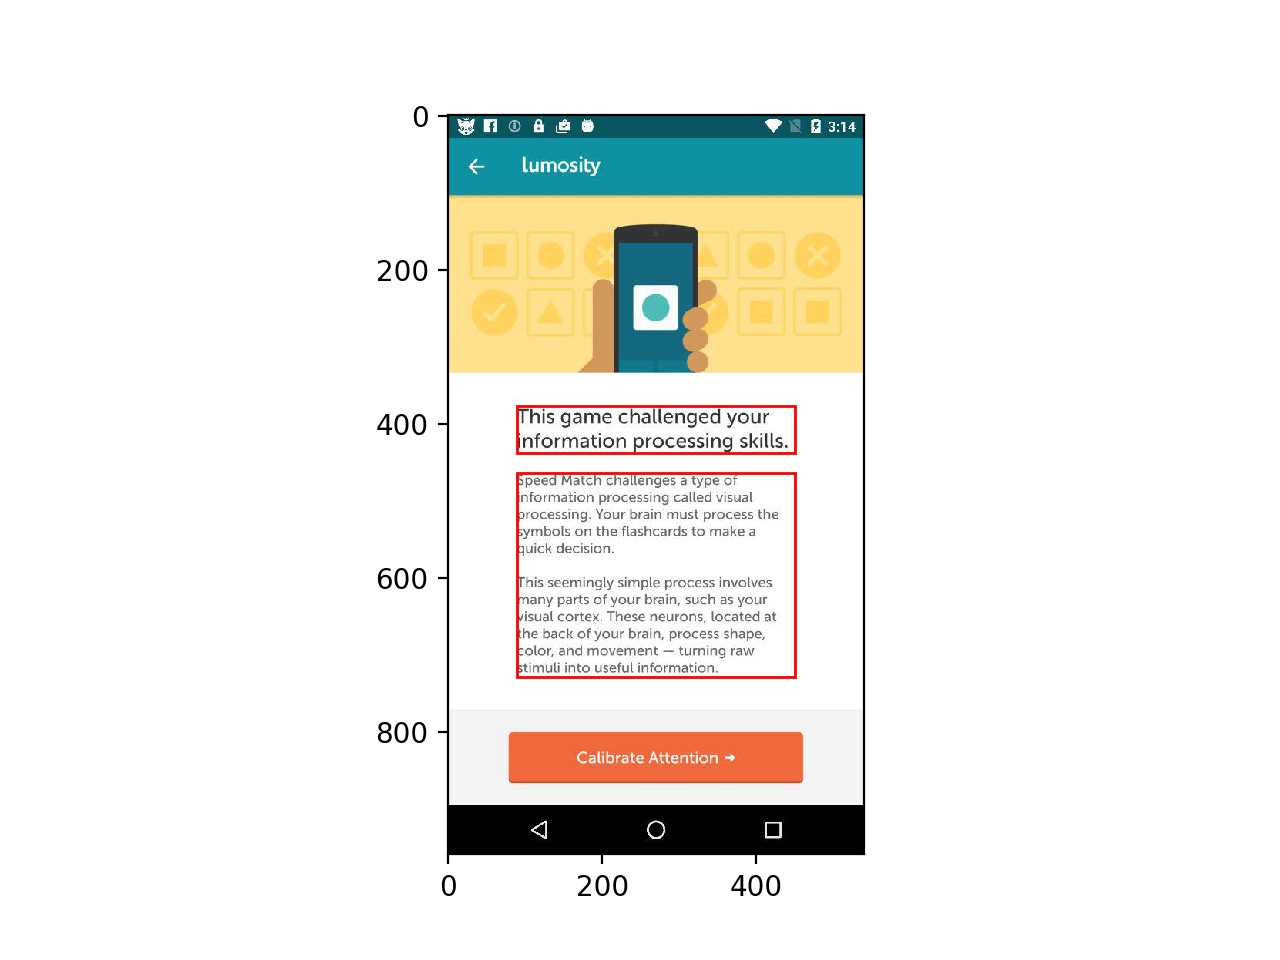 0
200
400
600
800
3:14
lumosity
This game challenged your
information processing skills.
Speed Match challenges a type of
information processing called visual
processing. Your brain must process the
symbols on the flashcards to make a
quick decision.
This seemingly simple process involves
many parts of your brain, such as your
visual cortex. These neurons, located at
the back of your brain, process shape,
color, and movement — turning raw
stimuli into useful information.
Calibrate Attention ➔
0 200 400